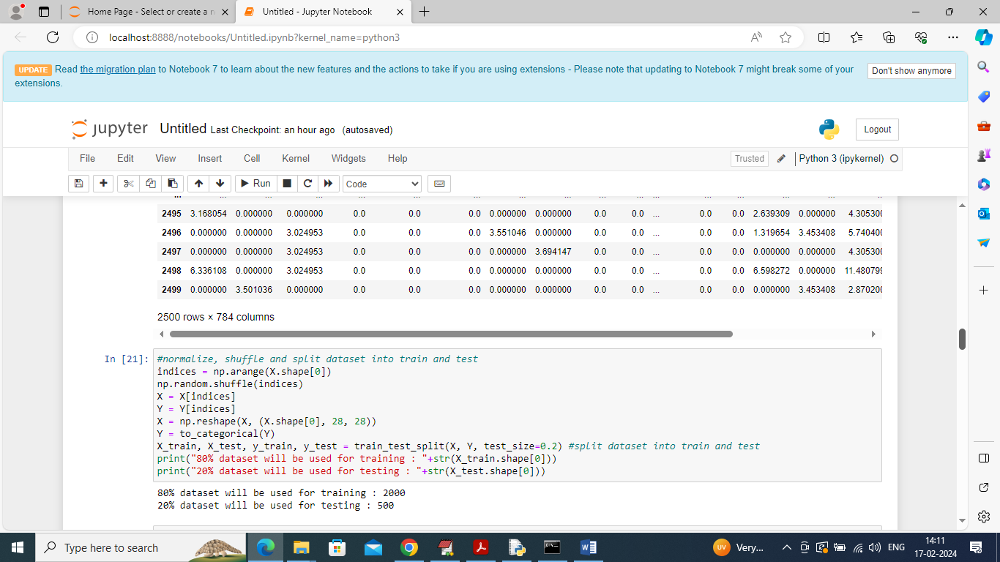 Home Page - Select or create a n
Untitled - Jupyter Notebook
localhost:8888/notebooks/Untitled.ipynb?kernel_name=python3
UPDATE Read the migration plan to Notebook 7 to learn about the new features and the actions to take if you are using extensions - Please note that updating to Notebook 7 might break some of your
extensions.
Don't show anymore
jupyter Untitled Last Checkpoint: an hour ago (autosaved)
Logout
File Edit View Insert Cell Kernel Widgets Help
Trusted Python 3 (ipykernel)
Run Code
... ... ... ... ... ... ... ... ... ... ... ... ... ... ... ...
2495 3.168054 0.000000 0.000000 0.0 0.0 0.0 0.000000 0.000000 0.0 0.0 ... 0.0 0.0 2.639309 0.000000 4.30530
2496 0.000000 0.000000 3.024953 0.0 0.0 0.0 3.551046 0.000000 0.0 0.0 ... 0.0 0.0 1.319654 3.453408 5.74040
2497 0.000000 0.000000 3.024953 0.0 0.0 0.0 0.000000 3.694147 0.0 0.0 ... 0.0 0.0 0.000000 0.000000 4.30530
2498 6.336108 0.000000 3.024953 0.0 0.0 0.0 0.000000 0.000000 0.0 0.0 ... 0.0 0.0 6.598272 0.000000 11.48079
2499 0.000000 3.501036 0.000000 0.0 0.0 0.0 0.000000 0.000000 0.0 0.0 ... 0.0 0.0 0.000000 3.453408 2.87020
2500 rows × 784 columns
In [21]: #normalize, shuffle and split dataset into train and test
indices = np.arange(X.shape[0])
np.random.shuffle(indices)
X = X[indices]
Y = Y[indices]
X = np.reshape(X, (X.shape[0], 28, 28))
Y = to_categorical(Y)
X_train, X_test, y_train, y_test = train_test_split(X, Y, test_size=0.2) #split dataset into train and test
print("80% dataset will be used for training : "+str(X_train.shape[0]))
print("20% dataset will be used for testing : "+str(X_test.shape[0]))
80% dataset will be used for training : 2000
20% dataset will be used for testing : 500
Type here to search
UV Very...
ENG
14:11
17-02-2024